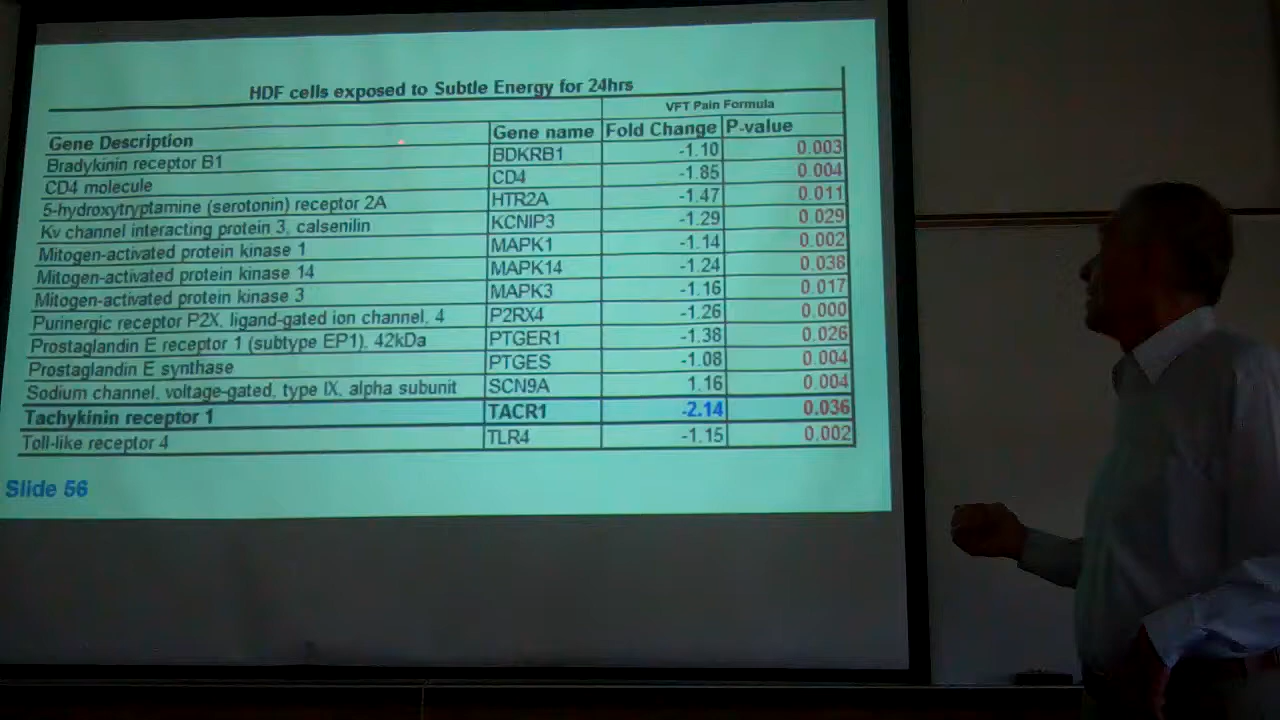 HDF cells exposed to Subtle Energy for 24hrs
VFT Pain Formula
Gene Description Gene name Fold Change P-value
Bradykinin receptor B1 BDKRB1 -1.10 0.003
CD4 molecule CD4 -1.85 0.004
5-hydroxytryptamine (serotonin) receptor 2A HTR2A -1.47 0.011
Kv channel interacting protein 3, calsenilin KCNIP3 -1.29 0.029
Mitogen-activated protein kinase 1 MAPK1 -1.14 0.002
Mitogen-activated protein kinase 14 MAPK14 -1.24 0.038
Mitogen-activated protein kinase 3 MAPK3 -1.16 0.017
Purinergic receptor P2X, ligand-gated ion channel, 4 P2RX4 -1.26 0.000
Prostaglandin E receptor 1 (subtype EP1), 42kDa PTGER1 -1.38 0.026
Prostaglandin E synthase PTGES -1.08 0.004
Sodium channel, voltage-gated, type IX, alpha subunit SCN9A 1.16 0.004
Tachykinin receptor 1 TACR1 -2.14 0.036
Toll-like receptor 4 TLR4 -1.15 0.002
Slide 56